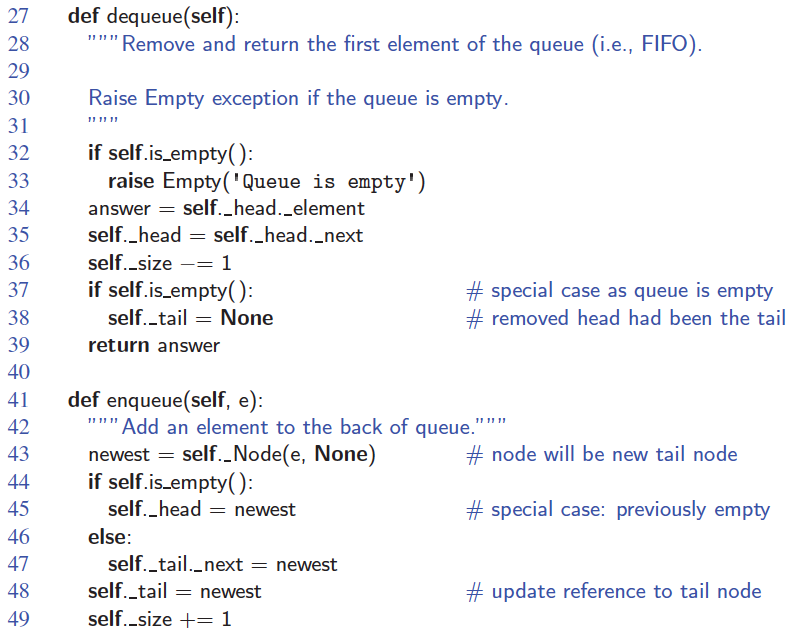 27 def dequeue(self):
28 """Remove and return the first element of the queue (i.e., FIFO).
29
30 Raise Empty exception if the queue is empty.
31 """
32 if self.is_empty():
33 raise Empty('Queue is empty')
34 answer = self._head._element
35 self._head = self._head._next
36 self._size −= 1
37 if self.is_empty(): # special case as queue is empty
38 self._tail = None # removed head had been the tail
39 return answer
40
41 def enqueue(self, e):
42 """Add an element to the back of queue."""
43 newest = self._Node(e, None) # node will be new tail node
44 if self.is_empty():
45 self._head = newest # special case: previously empty
46 else:
47 self._tail._next = newest
48 self._tail = newest # update reference to tail node
49 self._size += 1